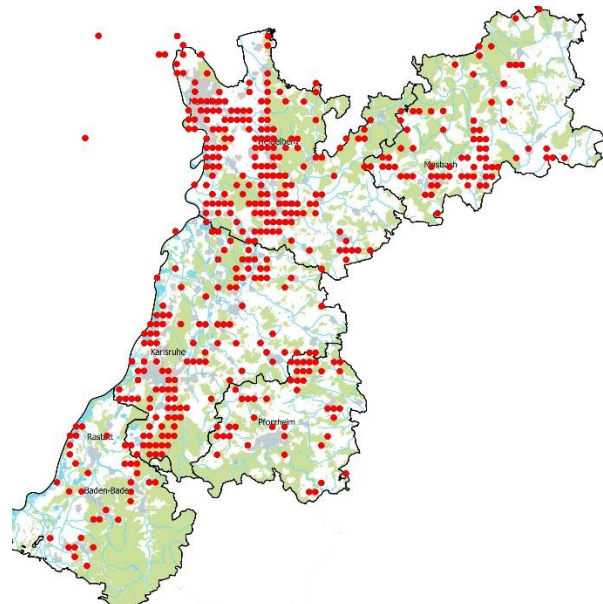 Heidelberg
Mosbach
Karlsruhe
Pforzheim
Rastatt
Baden-Baden